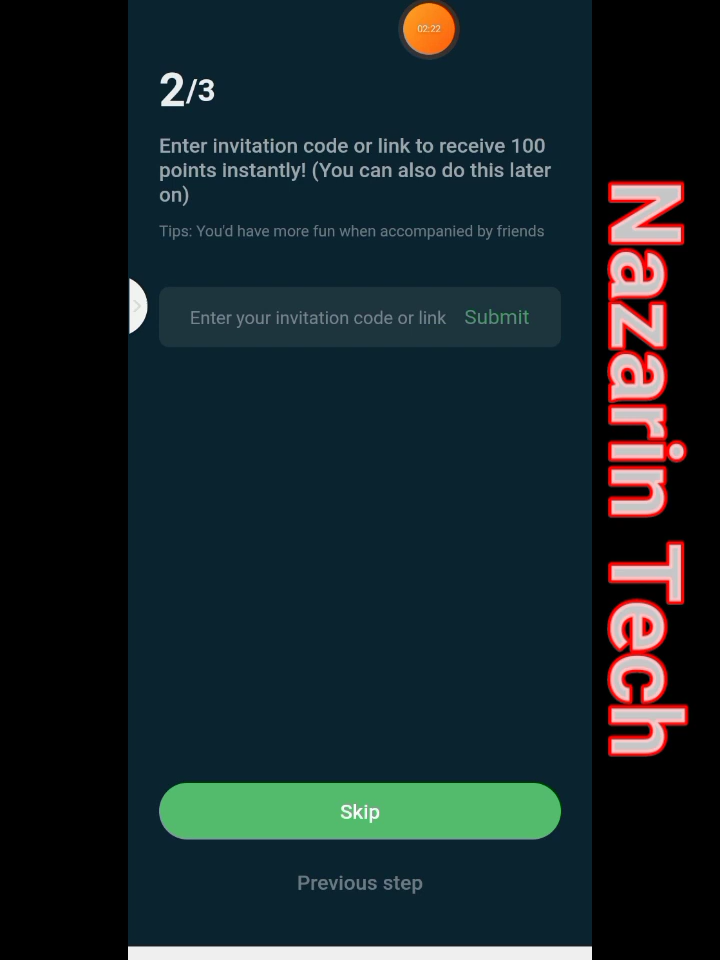 02:22
2/3
Enter invitation code or link to receive 100
points instantly! (You can also do this later
on)
Tips: You'd have more fun when accompanied by friends
Enter your invitation code or link Submit
Skip
Previous step
Nazarin Tech